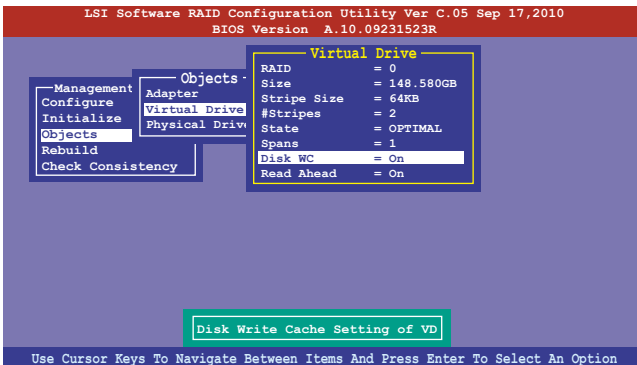 LSI Software RAID Configuration Utility Ver C.05 Sep 17,2010
BIOS Version A.10.09231523R
Management
Configure
Initialize
Objects
Rebuild
Check Consistency
Objects
Adapter
Virtual Drive
Physical Driv
Virtual Drive
RAID = 0
Size = 148.580GB
Stripe Size = 64KB
#Stripes = 2
State = OPTIMAL
Spans = 1
Disk WC = On
Read Ahead = On
Disk Write Cache Setting of VD
Use Cursor Keys To Navigate Between Items And Press Enter To Select An Option